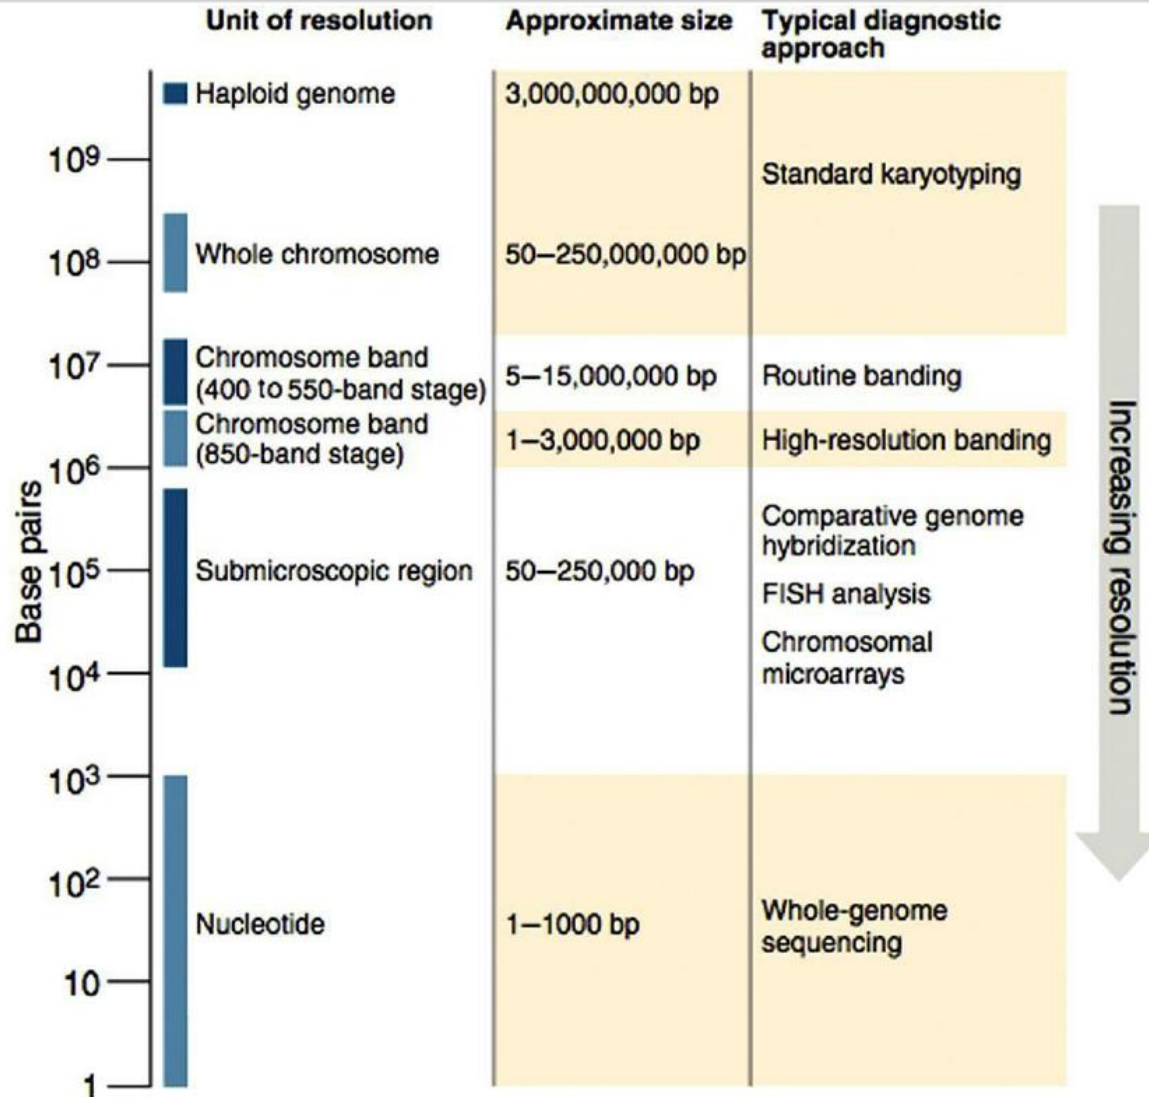 Unit of resolution
Approximate size
Typical diagnostic
approach
Haploid genome
3,000,000,000 bp
10⁹
Standard karyotyping
Whole chromosome
50–250,000,000 bp
10⁸
10⁷
Chromosome band
(400 to 550-band stage)
5–15,000,000 bp
Routine banding
Chromosome band
(850-band stage)
1–3,000,000 bp
High-resolution banding
10⁶
Comparative genome
hybridization
10⁵
Submicroscopic region
50–250,000 bp
FISH analysis
Chromosomal
microarrays
10⁴
10³
10²
Nucleotide
1–1000 bp
Whole-genome
sequencing
10
1
Base pairs
Increasing resolution